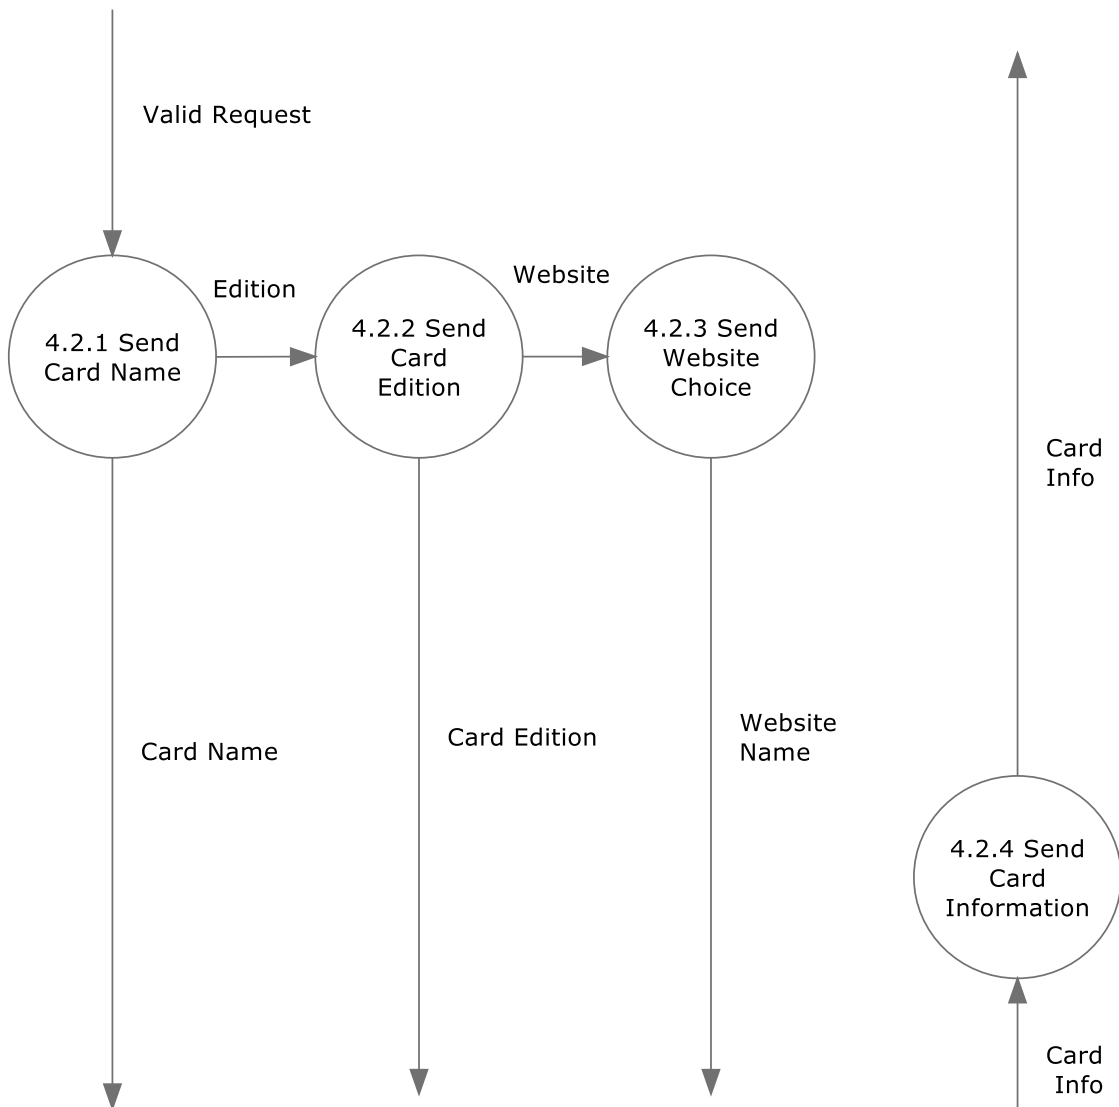 Valid Request
Edition
Website
4.2.1 Send
Card Name
4.2.2 Send
Card
Edition
4.2.3 Send
Website
Choice
Card
Info
Card Name
Card Edition
Website
Name
4.2.4 Send
Card
Information
Card
Info